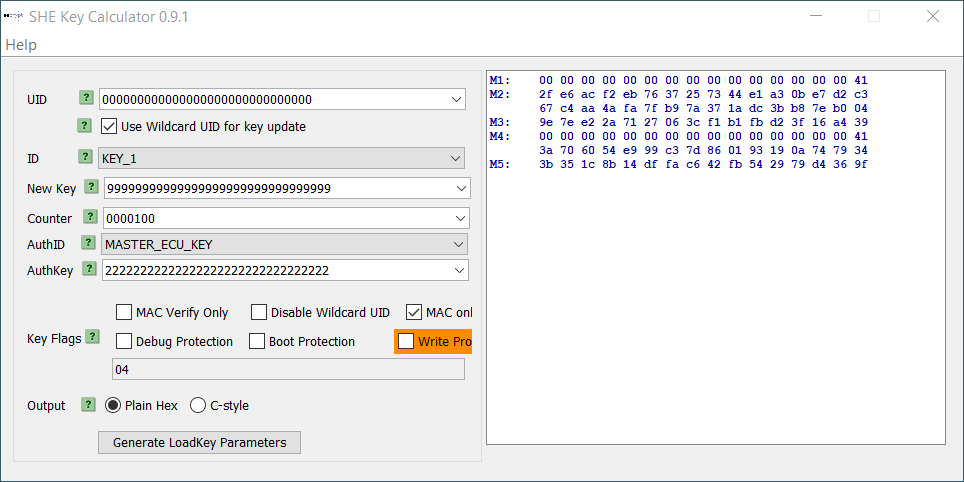 SHE Key Calculator 0.9.1
Help
UID ? 000000000000000000000000000000
? Use Wildcard UID for key update
ID ? KEY_1
New Key ? 99999999999999999999999999999999
Counter ? 0000100
AuthID ? MASTER_ECU_KEY
AuthKey ? 22222222222222222222222222222222
MAC Verify Only Disable Wildcard UID MAC onl
Key Flags ? Debug Protection Boot Protection Write Pro
04
Output ? Plain Hex C-style
Generate LoadKey Parameters
M1: 00 00 00 00 00 00 00 00 00 00 00 00 00 00 00 41
M2: 2f e6 ac f2 eb 76 37 25 73 44 e1 a3 0b e7 d2 c3
67 c4 aa 4a fa 7f b9 7a 37 1a dc 3b b8 7e b0 04
M3: 9e 7e e2 2a 71 27 06 3c f1 b1 fb d2 3f 16 a4 39
M4: 00 00 00 00 00 00 00 00 00 00 00 00 00 00 00 41
3a 70 60 54 e9 99 c3 7d 86 01 93 19 0a 74 79 34
M5: 3b 35 1c 8b 14 df fa c6 42 fb 54 29 79 d4 36 9f